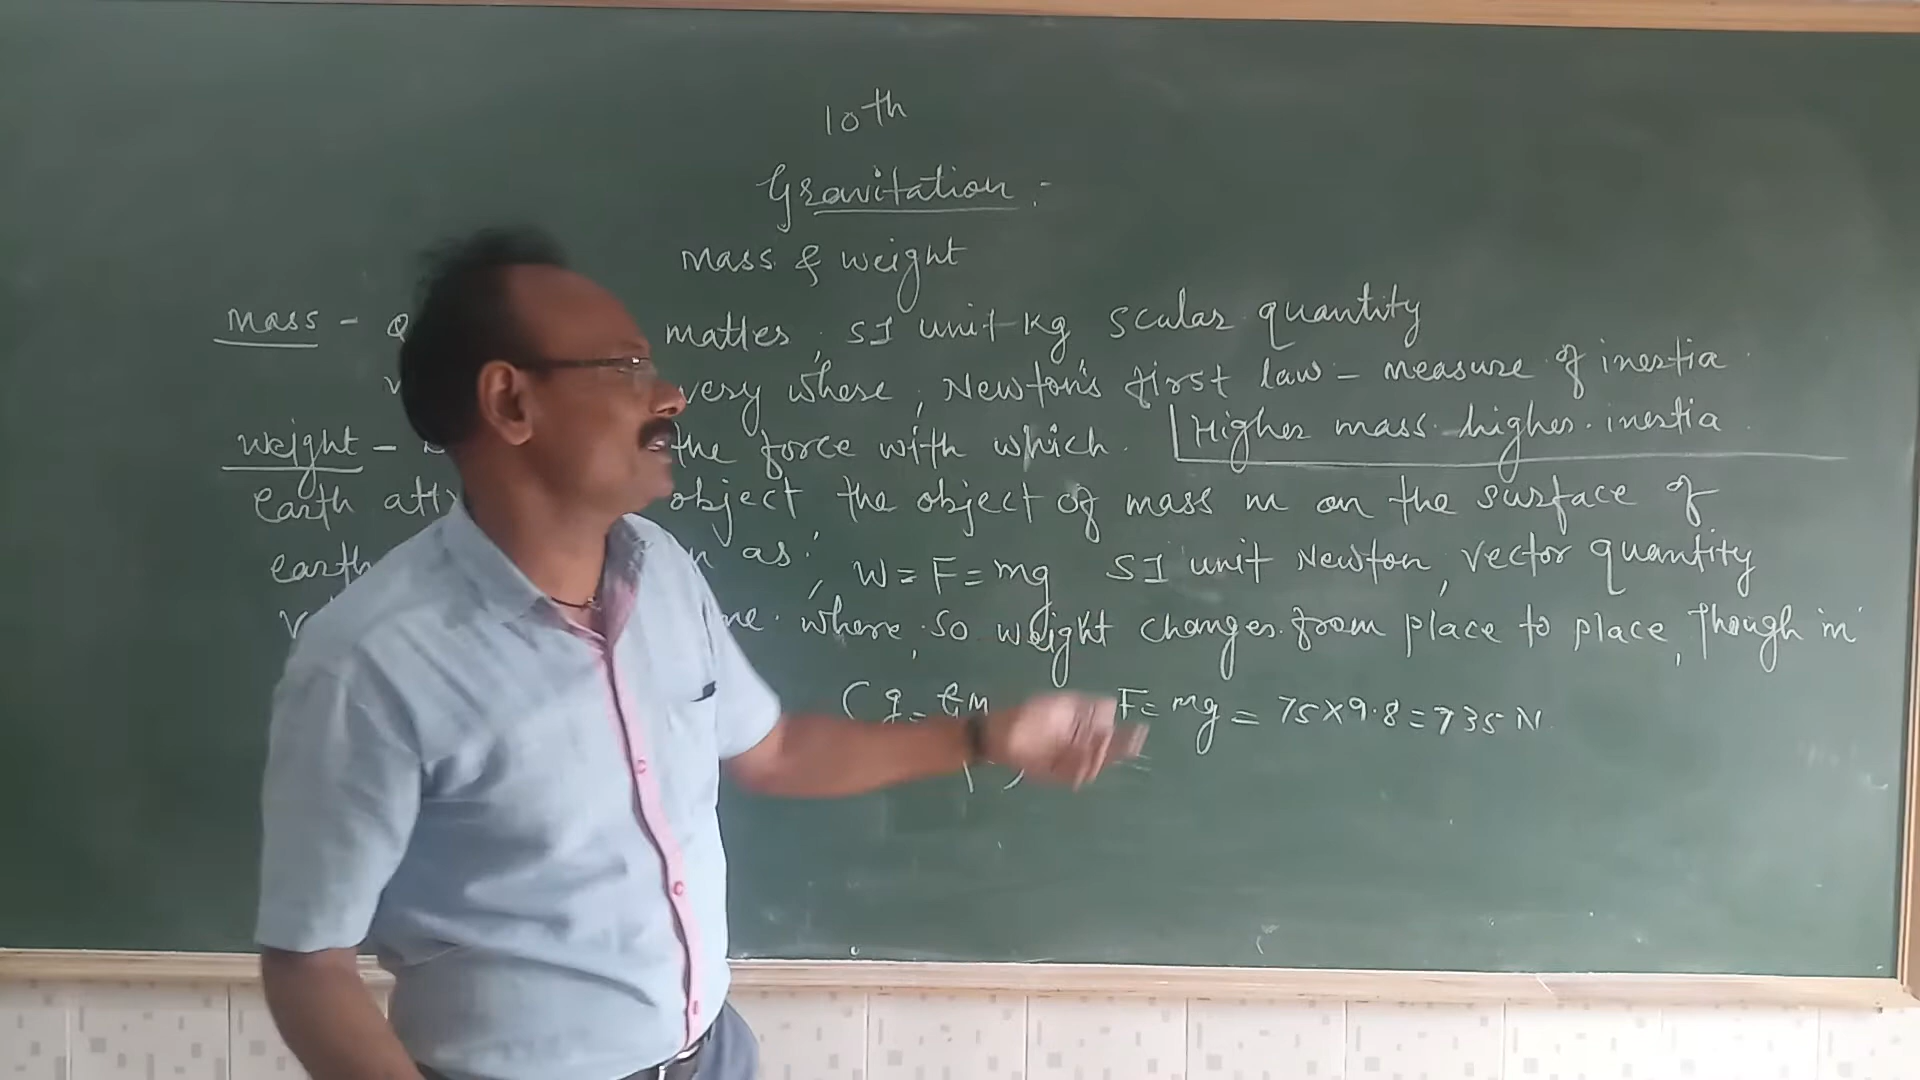 10th
Gravitation :-
Mass & weight
Mass - matter, SI unit Kg Scalar quantity
very where, Newton's first law - measure of inertia
Weight - the force with which. Higher mass higher inertia
Earth object the object of mass m on the surface of
earth as, W = F = mg SI unit Newton, Vector quantity
where, so weight changes from place to place, Though m
(g = GM F = mg = 75×9.8 = 735 N